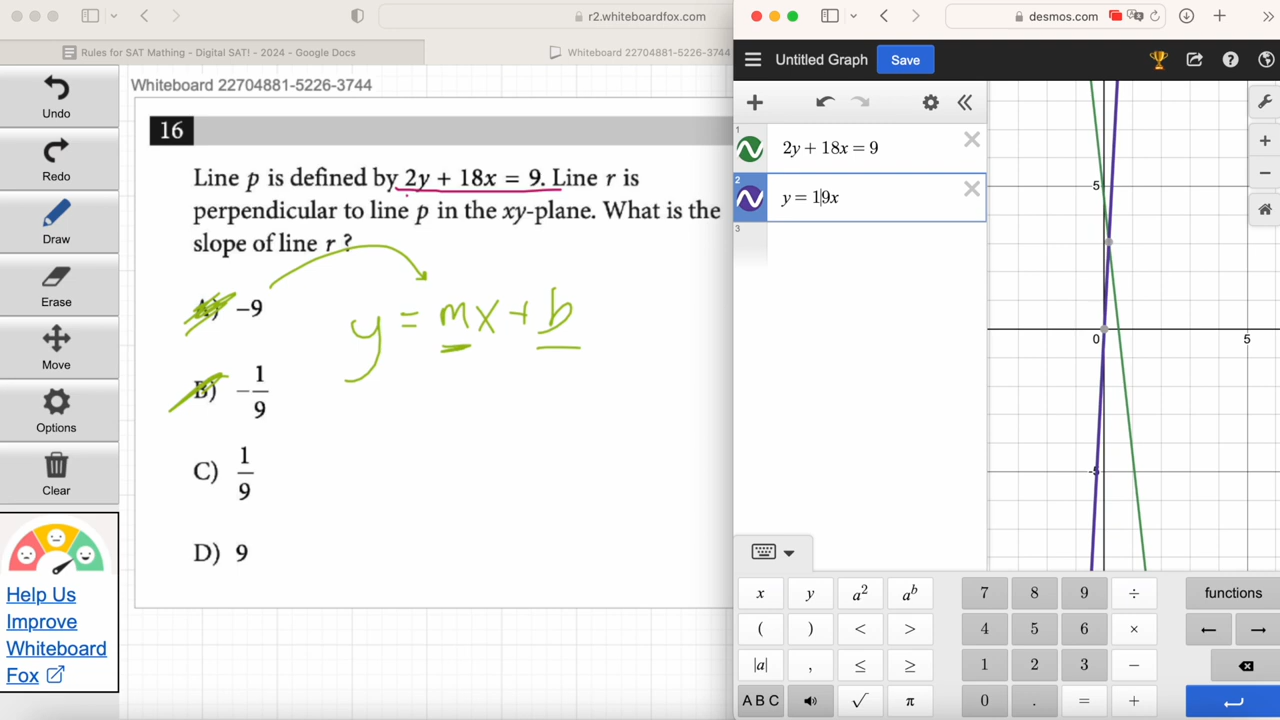 r2.whiteboardfox.com
desmos.com
Rules for SAT Mathing - Digital SAT! - 2024 - Google Docs
Whiteboard 22704881-5226-3744
Undo
Redo
Draw
Erase
Move
Options
Clear
Help Us
Improve
Whiteboard
Fox
Whiteboard 22704881-5226-3744
16
Line p is defined by 2y + 18x = 9. Line r is
perpendicular to line p in the xy-plane. What is the
slope of line r ?
A) −9
B) −1/9
C) 1/9
D) 9
y = mx + b
Untitled Graph
Save
1
2y + 18x = 9
2
y = 19x
3
5
0
5
-5
x y a² aᵇ 7 8 9 ÷ functions
( ) < > 4 5 6 × ← →
|a| , ≤ ≥ 1 2 3 −
A B C √ π 0 . = +